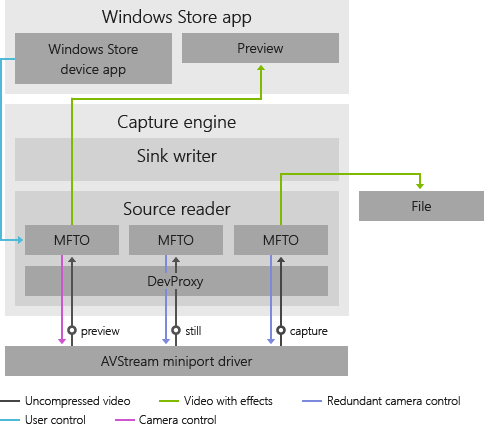 Windows Store app
Windows Store
device app
Preview
Capture engine
Sink writer
Source reader
File
MFTO
MFTO
MFTO
DevProxy
preview
still
capture
AVStream miniport driver
Uncompressed video
Video with effects
Redundant camera control
User control
Camera control